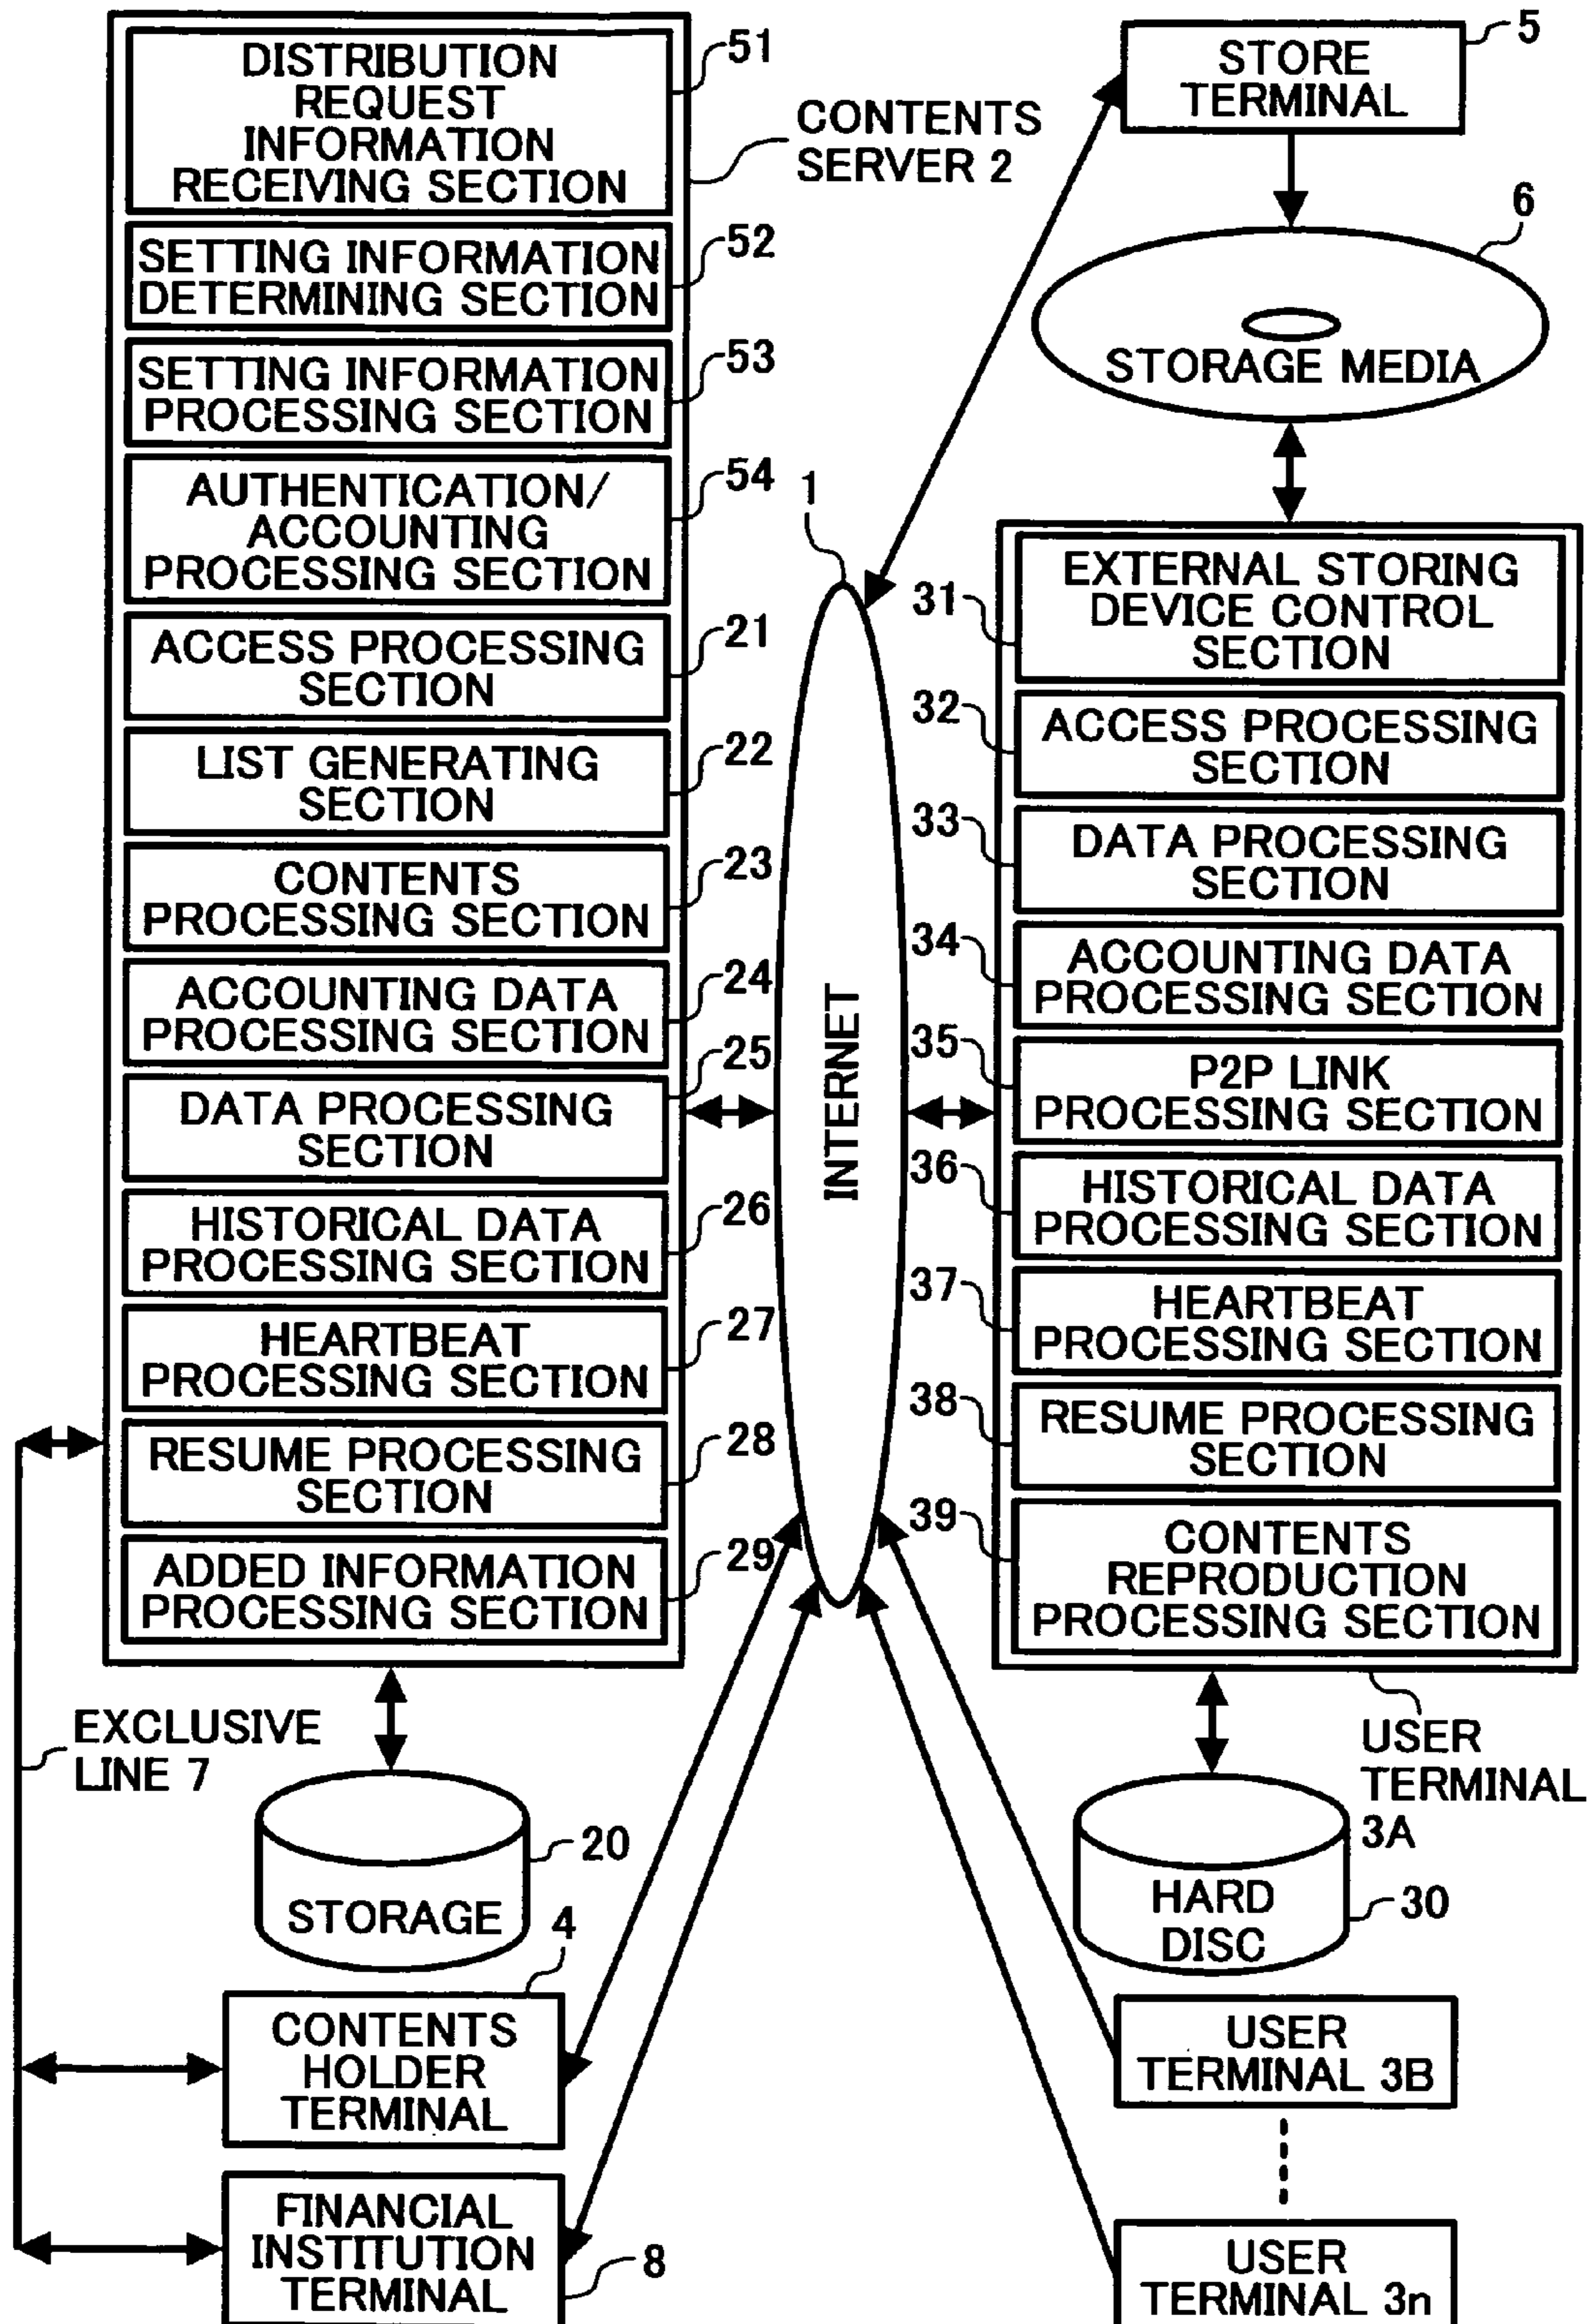 DISTRIBUTION
REQUEST
INFORMATION
RECEIVING SECTION
51
CONTENTS
SERVER 2
SETTING INFORMATION
DETERMINING SECTION
52
SETTING INFORMATION
PROCESSING SECTION
53
AUTHENTICATION/
ACCOUNTING
PROCESSING SECTION
54
ACCESS PROCESSING
SECTION
21
LIST GENERATING
SECTION
22
CONTENTS
PROCESSING SECTION
23
ACCOUNTING DATA
PROCESSING SECTION
24
DATA PROCESSING
SECTION
25
HISTORICAL DATA
PROCESSING SECTION
26
HEARTBEAT
PROCESSING SECTION
27
RESUME PROCESSING
SECTION
28
ADDED INFORMATION
PROCESSING SECTION
29
EXCLUSIVE
LINE 7
STORAGE
20
CONTENTS
HOLDER
TERMINAL
4
FINANCIAL
INSTITUTION
TERMINAL
8
1
INTERNET
STORE
TERMINAL
5
6
STORAGE MEDIA
31
EXTERNAL STORING
DEVICE CONTROL
SECTION
32
ACCESS PROCESSING
SECTION
33
DATA PROCESSING
SECTION
34
ACCOUNTING DATA
PROCESSING SECTION
35
P2P LINK
PROCESSING SECTION
36
HISTORICAL DATA
PROCESSING SECTION
37
HEARTBEAT
PROCESSING SECTION
38
RESUME PROCESSING
SECTION
39
CONTENTS
REPRODUCTION
PROCESSING SECTION
USER
TERMINAL
3A
HARD
DISC
30
USER
TERMINAL 3B
USER
TERMINAL 3n